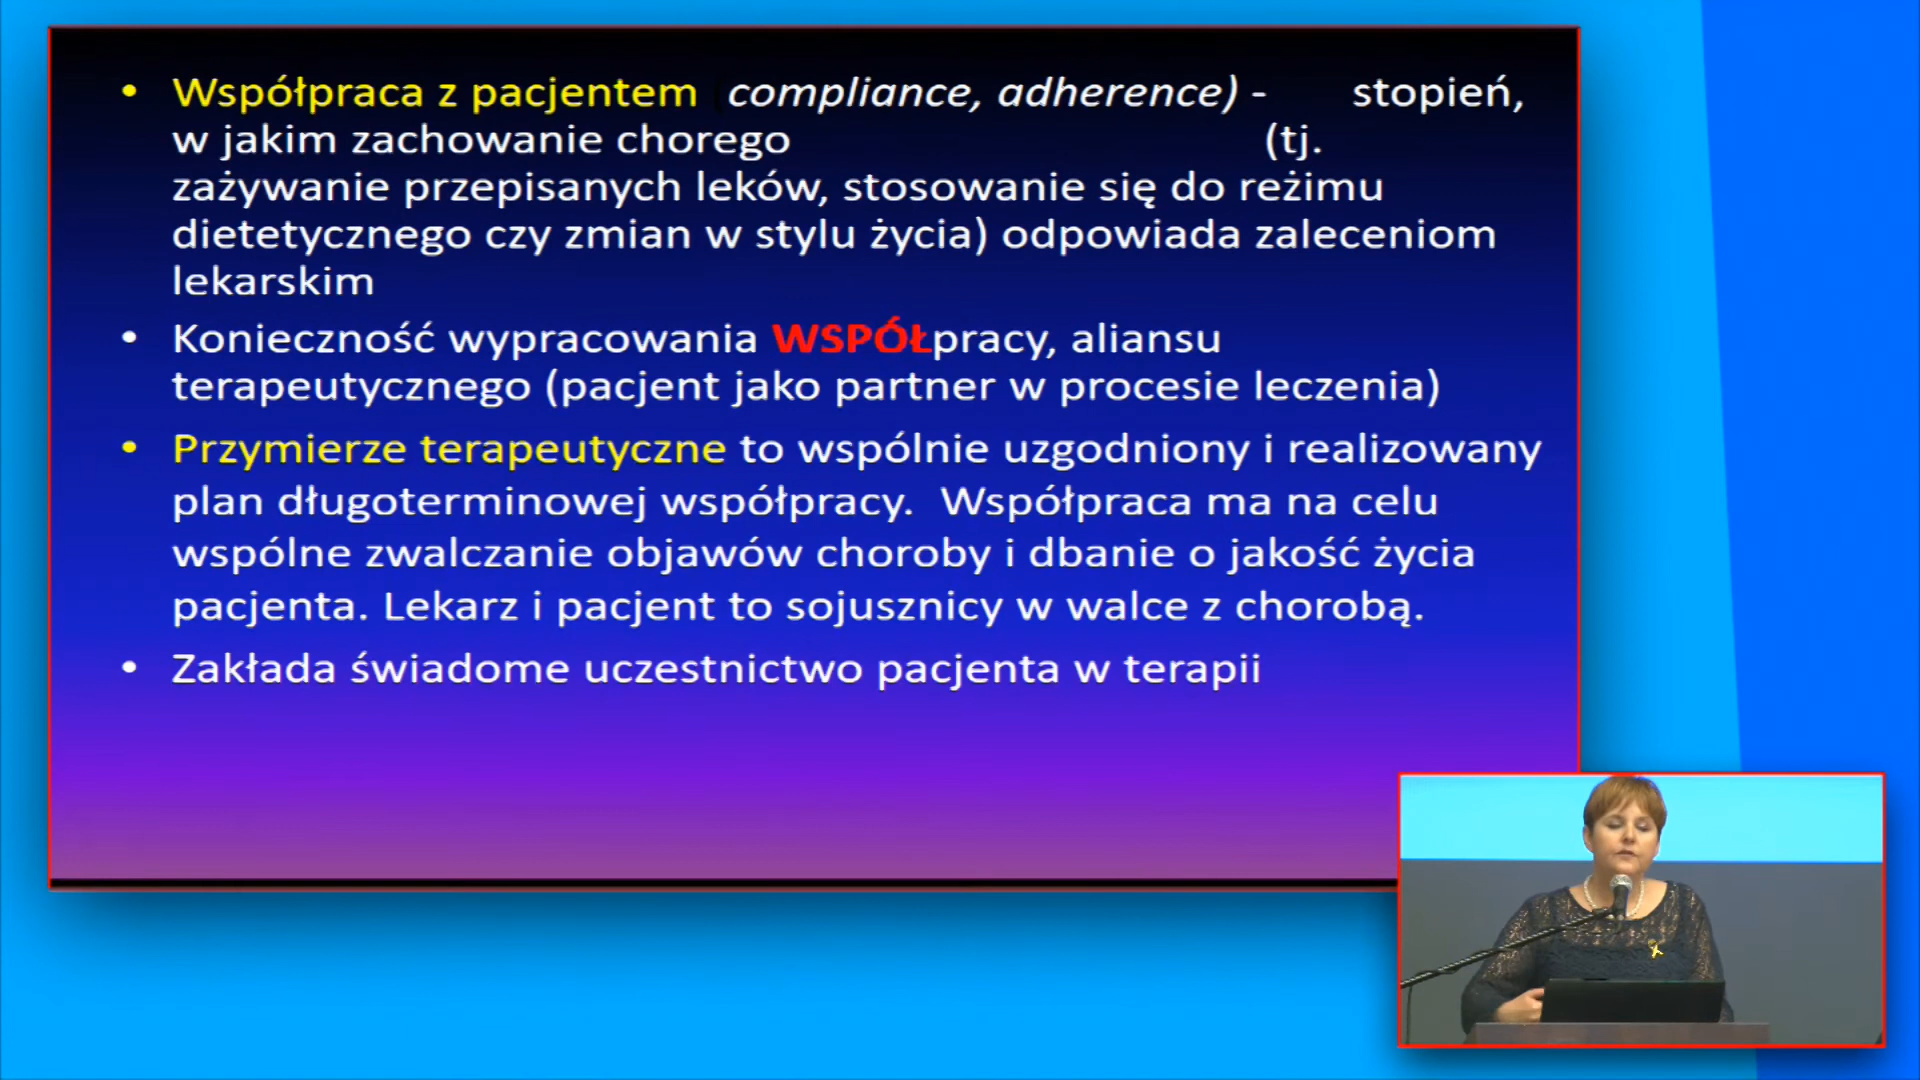 • Współpraca z pacjentem (compliance, adherence) - stopień,
w jakim zachowanie chorego (tj.
zażywanie przepisanych leków, stosowanie się do reżimu
dietetycznego czy zmian w stylu życia) odpowiada zaleceniom
lekarskim
• Konieczność wypracowania WSPÓŁpracy, aliansu
terapeutycznego (pacjent jako partner w procesie leczenia)
• Przymierze terapeutyczne to wspólnie uzgodniony i realizowany
plan długoterminowej współpracy. Współpraca ma na celu
wspólne zwalczanie objawów choroby i dbanie o jakość życia
pacjenta. Lekarz i pacjent to sojusznicy w walce z chorobą.
• Zakłada świadome uczestnictwo pacjenta w terapii